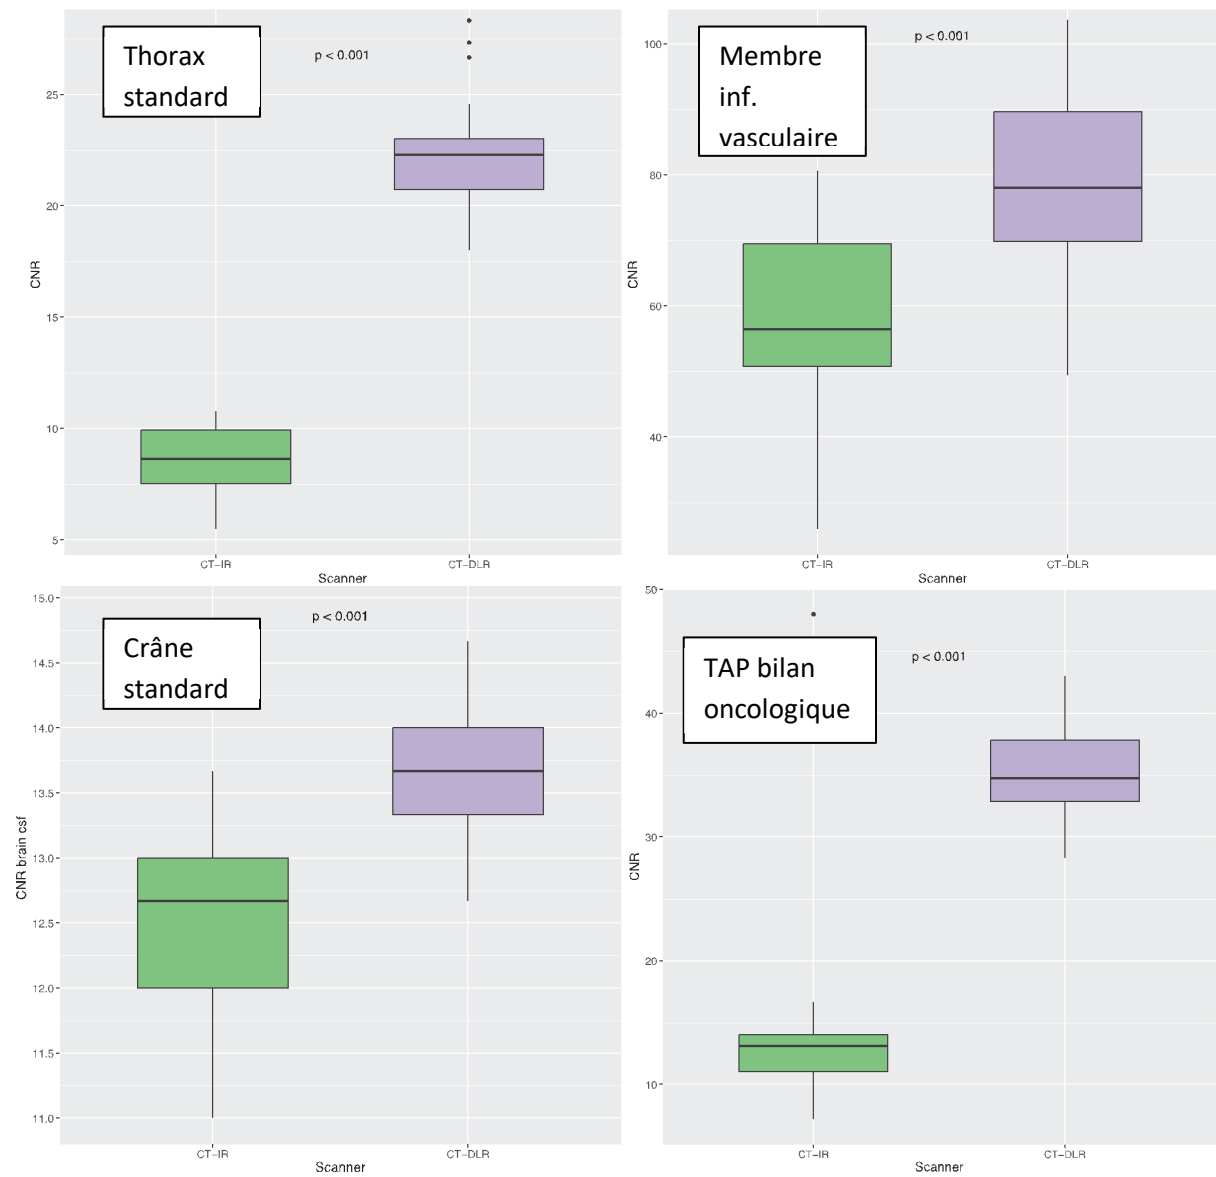 Thorax
standard
p < 0.001
25
20
15
10
5
CNR
CT-IR
CT-DLR
Scanner
Membre
inf.
vasculaire
p < 0.001
100
80
60
40
CNR
CT-IR
CT-DLR
Scanner
Crâne
standard
p < 0.001
15.0
14.5
14.0
13.5
13.0
12.5
12.0
11.5
11.0
CNR brain csf
CT-IR
CT-DLR
Scanner
TAP bilan
oncologique
p < 0.001
50
40
30
20
10
CNR
CT-IR
CT-DLR
Scanner